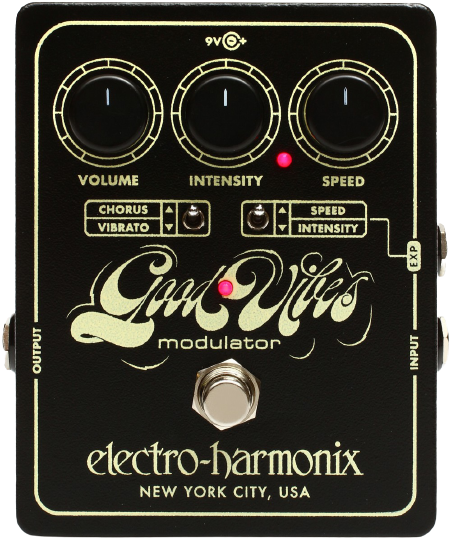 9V +
VOLUME INTENSITY SPEED
CHORUS
VIBRATO
SPEED
INTENSITY
EXP
Good Vibes
modulator
OUTPUT
INPUT
electro-harmonix
NEW YORK CITY, USA